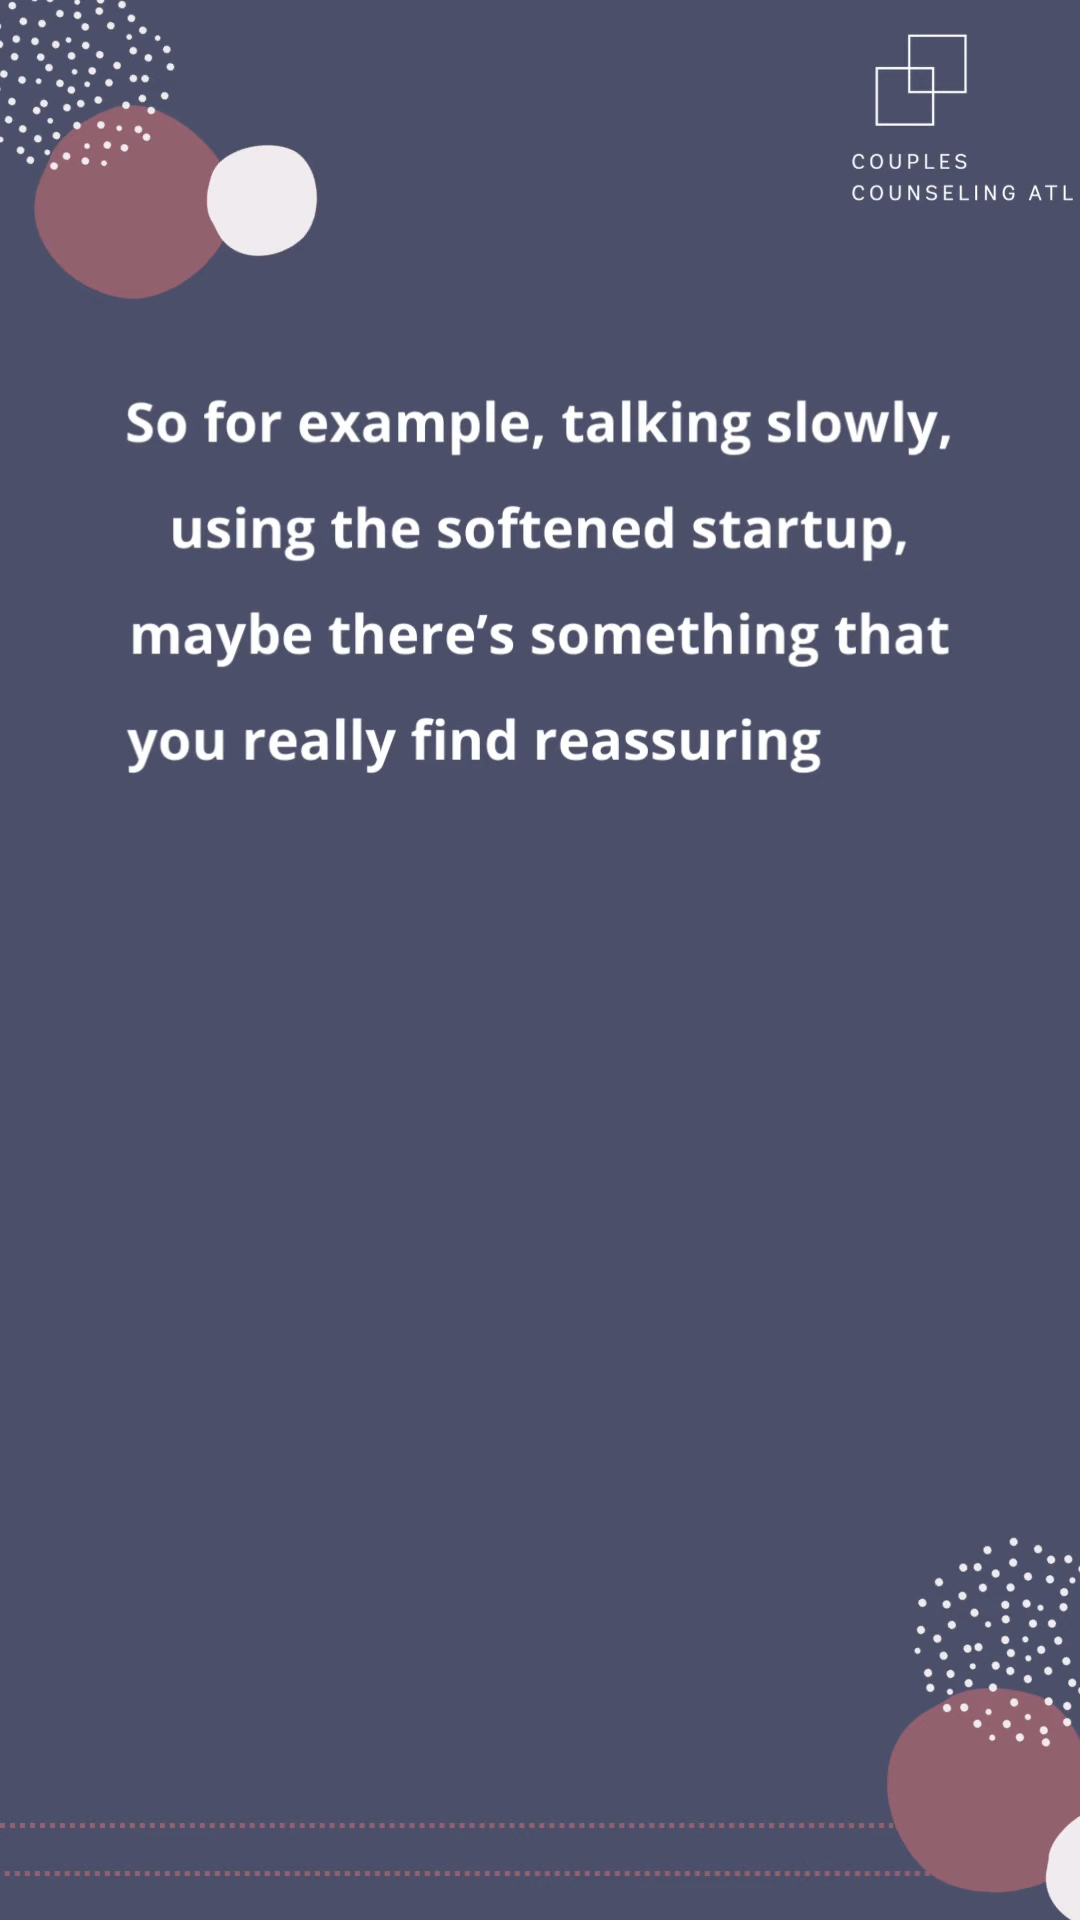 COUPLES
COUNSELING ATL
So for example, talking slowly,
using the softened startup,
maybe there’s something that
you really find reassuring